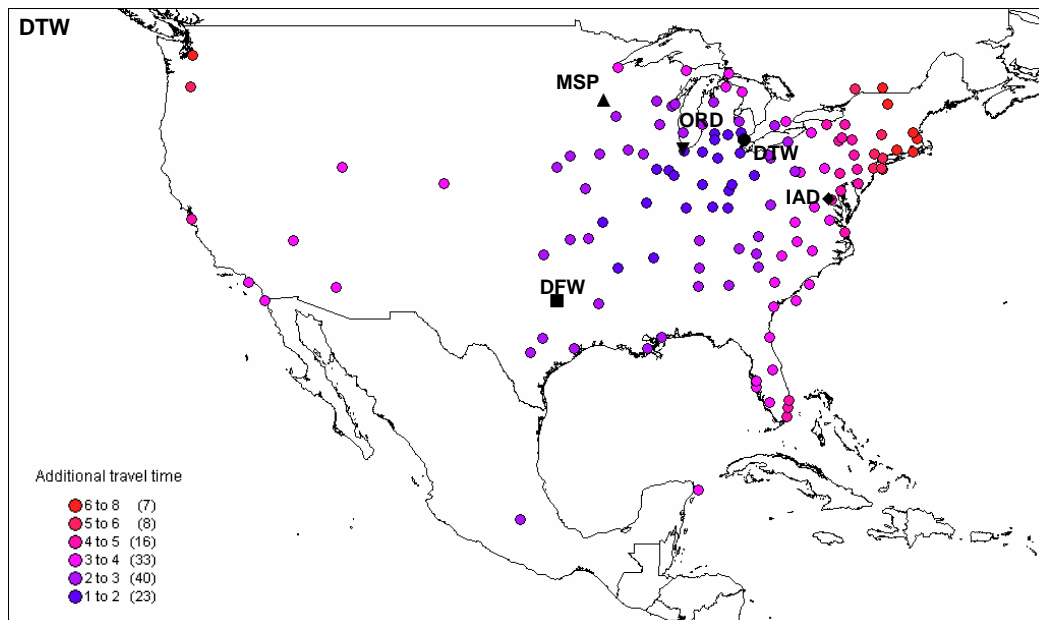 DTW
MSP
ORD
DTW
IAD
DFW
Additional travel time
6 to 8 (7)
5 to 6 (8)
4 to 5 (16)
3 to 4 (33)
2 to 3 (40)
1 to 2 (23)